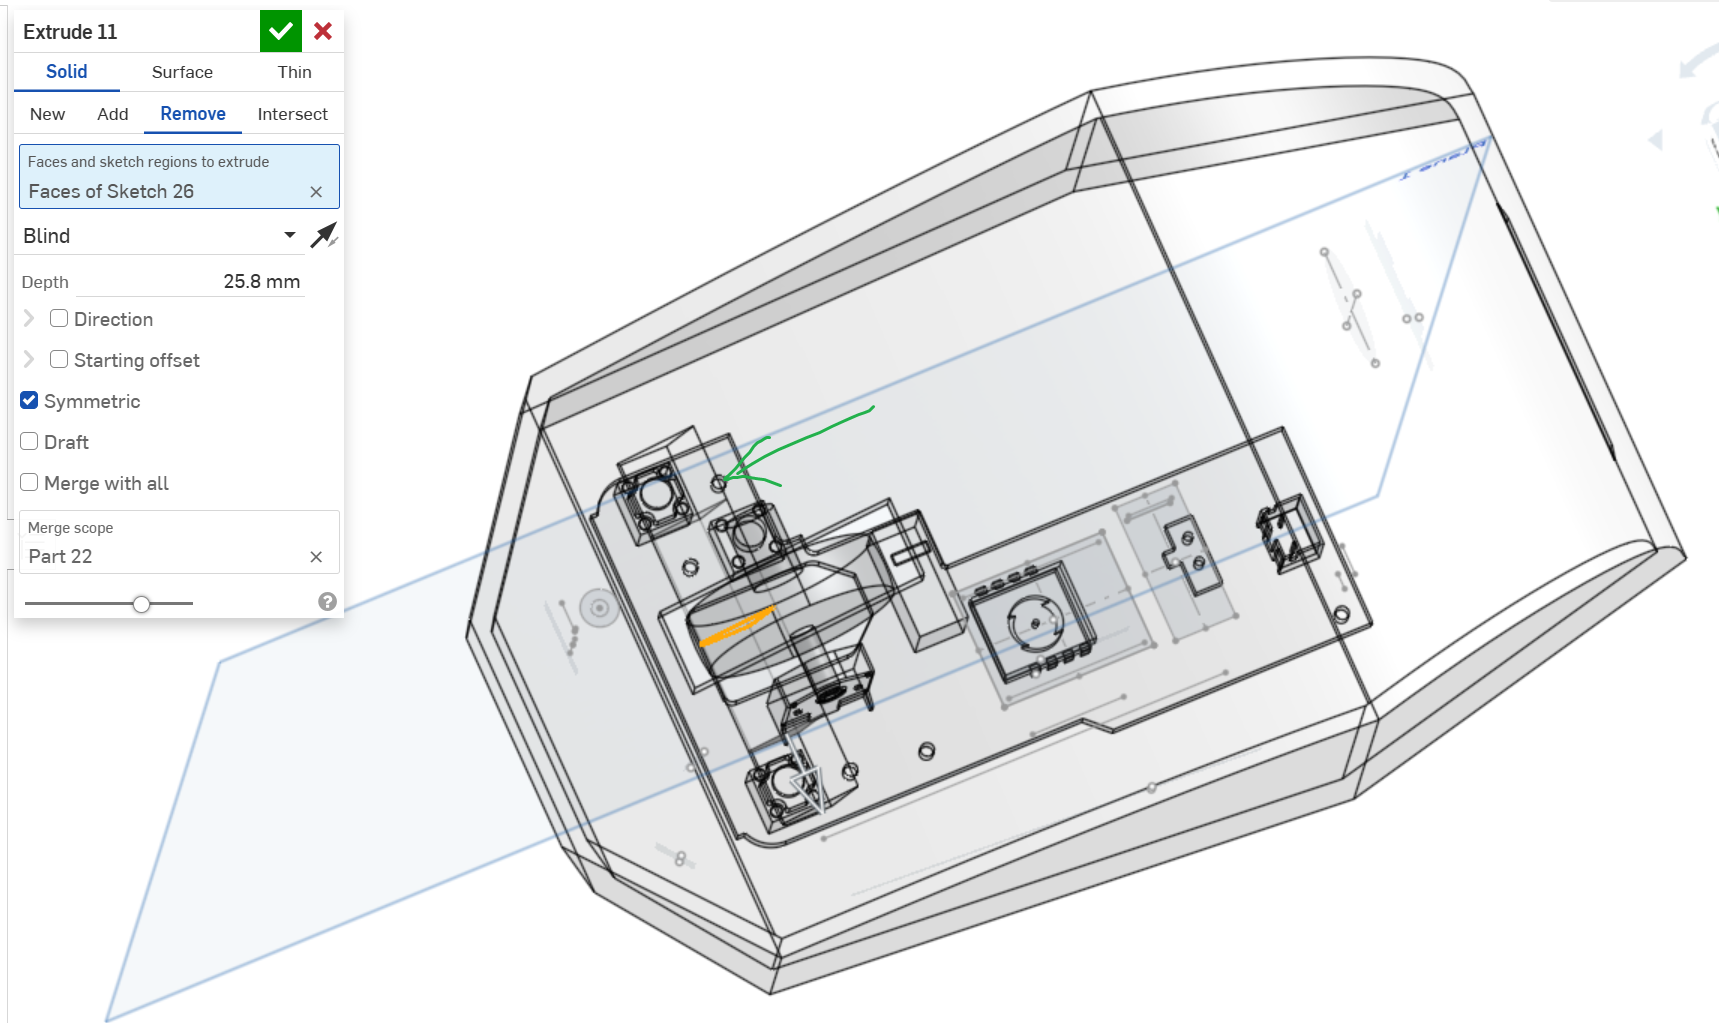 Extrude 11
Solid Surface Thin
New Add Remove Intersect
Faces and sketch regions to extrude
Faces of Sketch 26
Blind
Depth 25.8 mm
Direction
Starting offset
Symmetric
Draft
Merge with all
Merge scope
Part 22